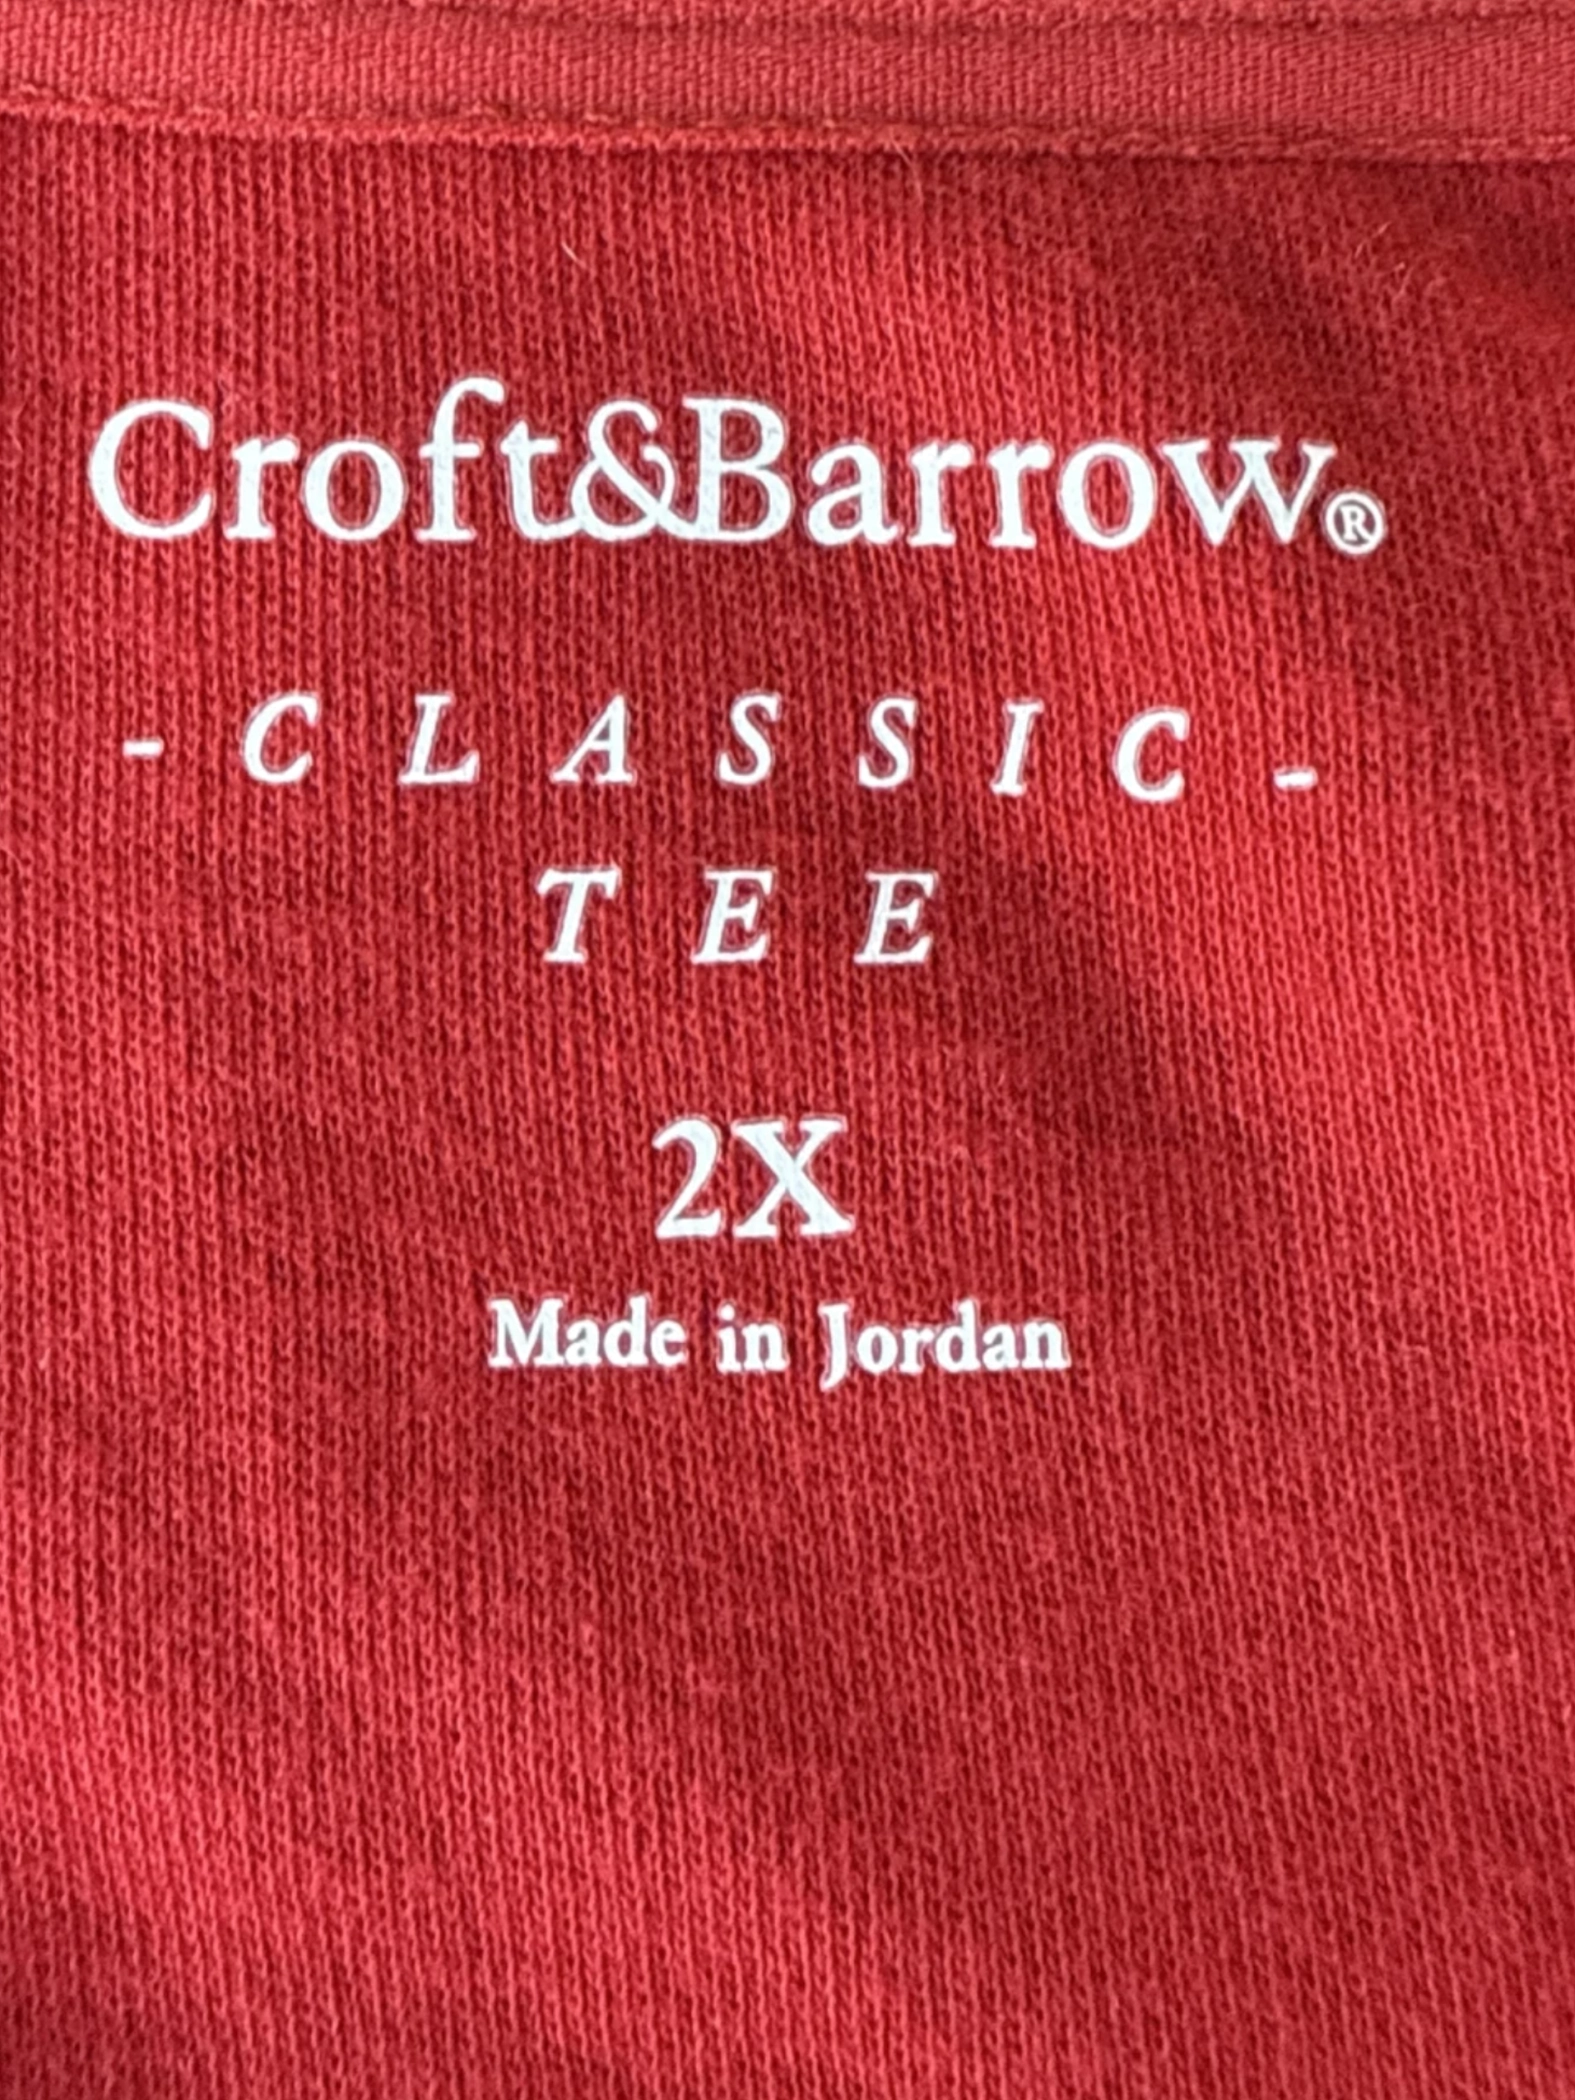 Croft&Barrow®
- CLASSIC -
TEE
2X
Made in Jordan